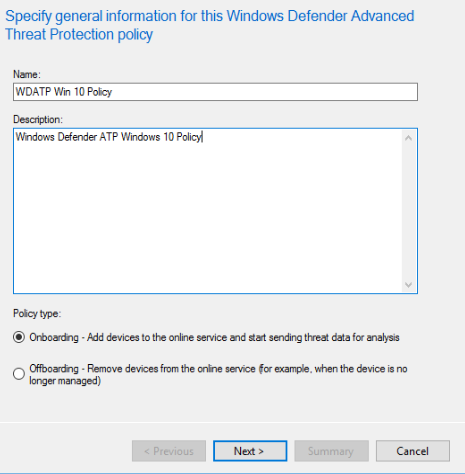 Specify general information for this Windows Defender Advanced
Threat Protection policy
Name:
WDATP Win 10 Policy
Description:
Windows Defender ATP Windows 10 Policy
Policy type:
Onboarding - Add devices to the online service and start sending threat data for analysis
Offboarding - Remove devices from the online service (for example, when the device is no
longer managed)
< Previous
Next >
Summary
Cancel